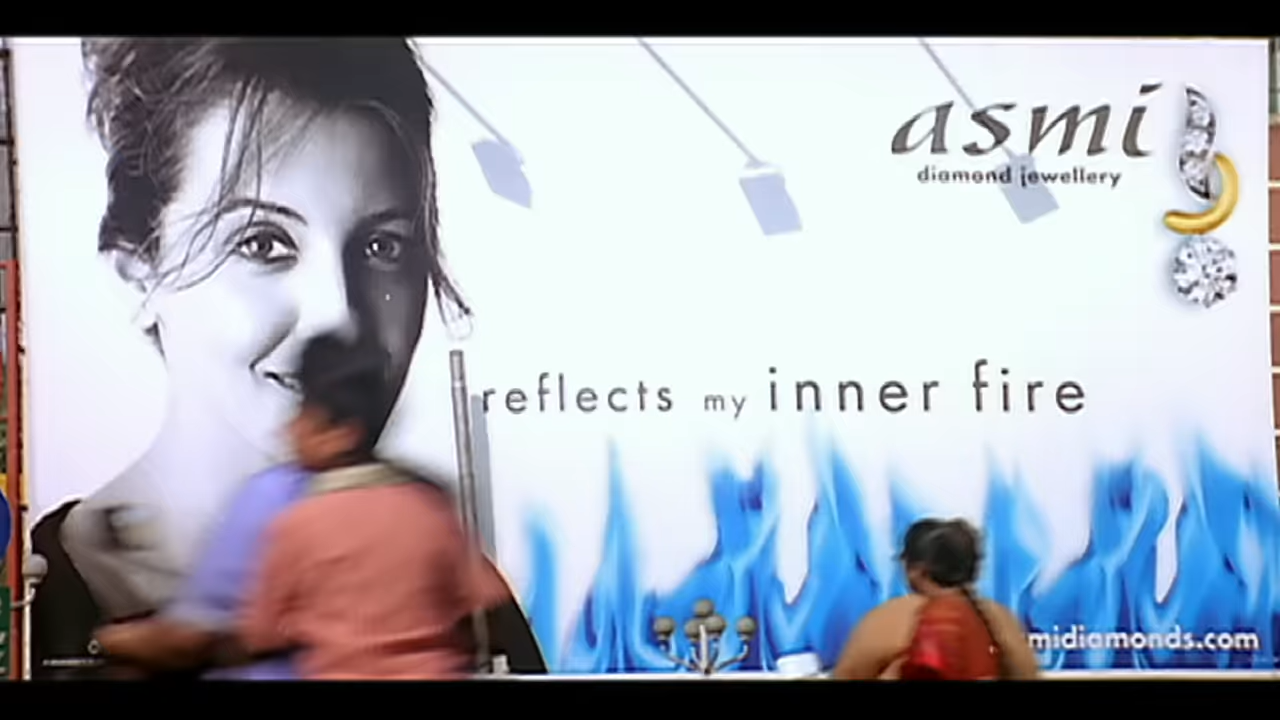 asmi
diamond jewellery
reflects my inner fire
midiamonds.com